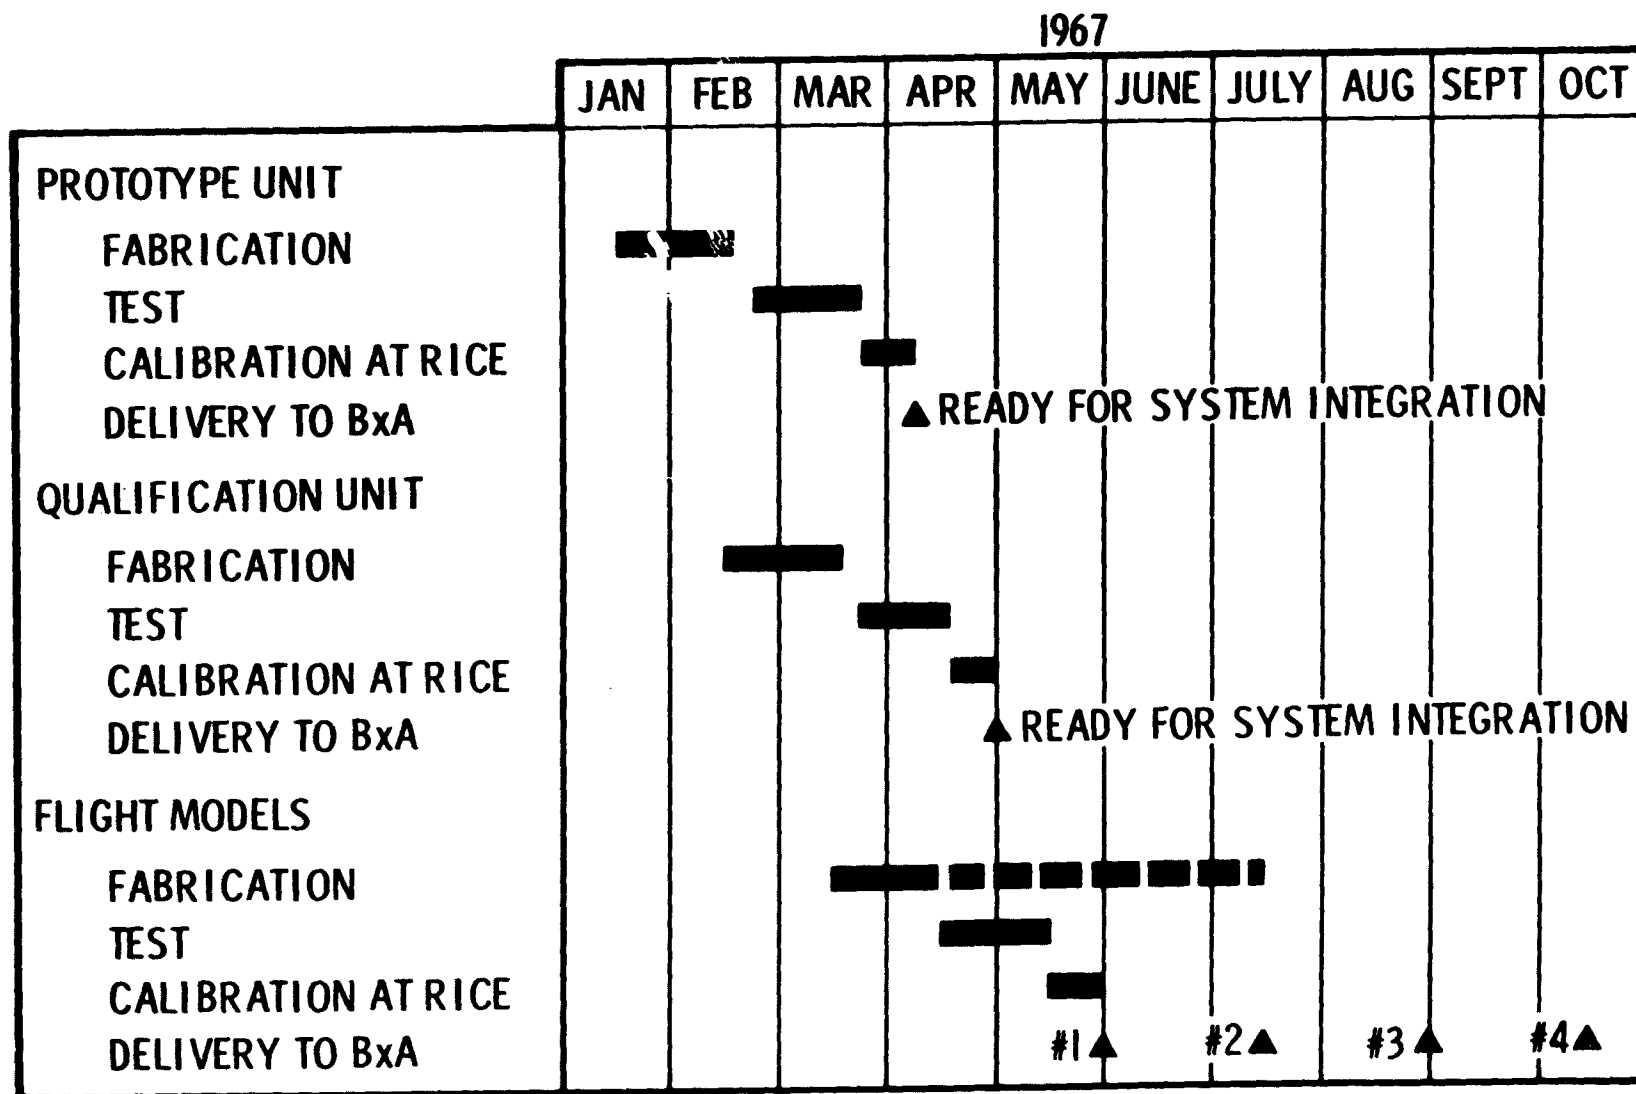 1967
JAN FEB MAR APR MAY JUNE JULY AUG SEPT OCT
PROTOTYPE UNIT
FABRICATION
TEST
CALIBRATION AT RICE
DELIVERY TO BxA ▲ READY FOR SYSTEM INTEGRATION
QUALIFICATION UNIT
FABRICATION
TEST
CALIBRATION AT RICE
DELIVERY TO BxA ▲ READY FOR SYSTEM INTEGRATION
FLIGHT MODELS
FABRICATION
TEST
CALIBRATION AT RICE
DELIVERY TO BxA #1▲ #2▲ #3▲ #4▲